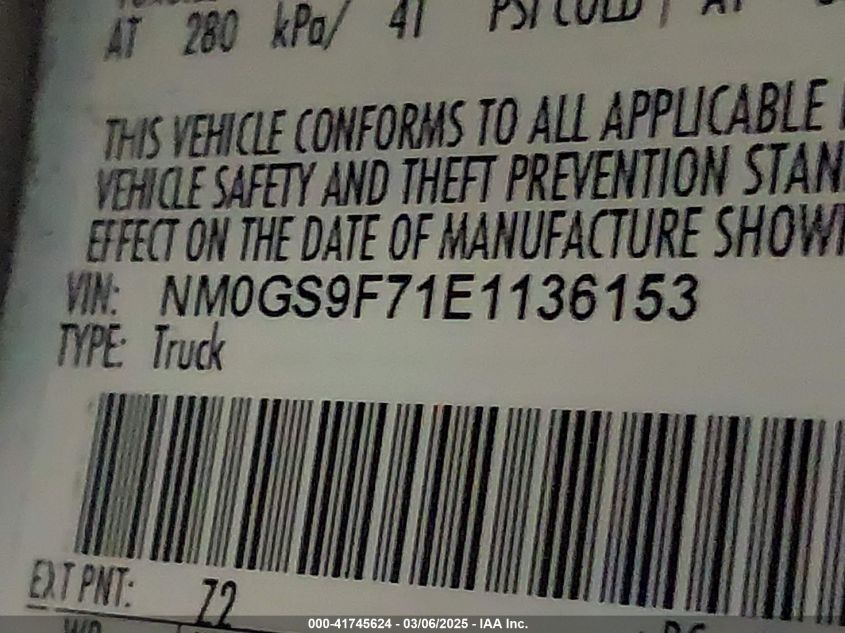 AT 280 kPa/ 41 PSI COLD AT
THIS VEHICLE CONFORMS TO ALL APPLICABLE
VEHICLE SAFETY AND THEFT PREVENTION STAN
EFFECT ON THE DATE OF MANUFACTURE SHOW
VIN: NM0GS9F71E1136153
TYPE: Truck
EXT PNT: Z2
000-41745624 - 03/06/2025 - IAA Inc.